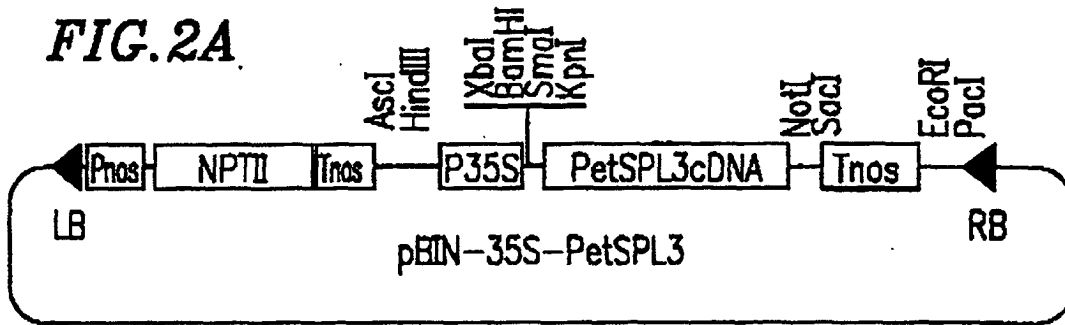 FIG. 2A
AscI
HindIII
XbaI
BamHI
SmaI
KpnI
NotI
SacI
EcoRI
PacI
Pnos
NPTII
Tnos
P35S
PetSPL3cDNA
Tnos
LB
RB
pBIN-35S-PetSPL3